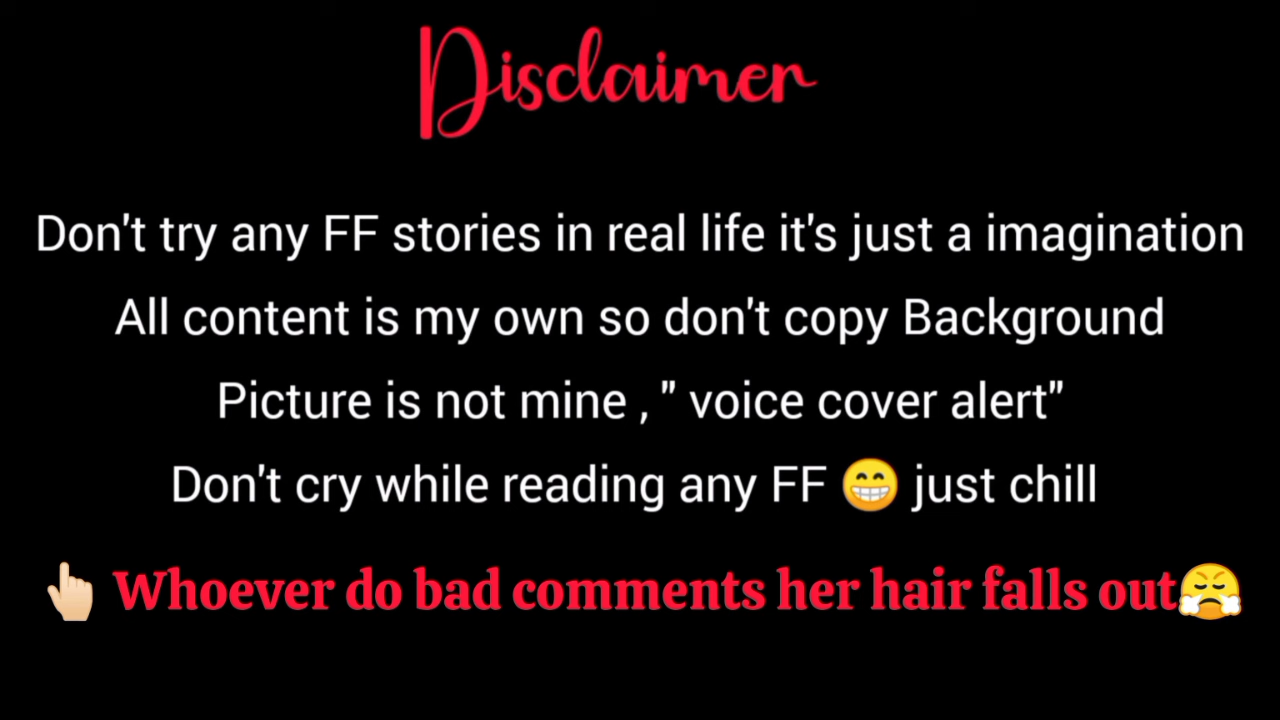 Disclaimer
Don't try any FF stories in real life it's just a imagination
All content is my own so don't copy Background
Picture is not mine , " voice cover alert"
Don't cry while reading any FF 😁 just chill
👆🏻 Whoever do bad comments her hair falls out😤